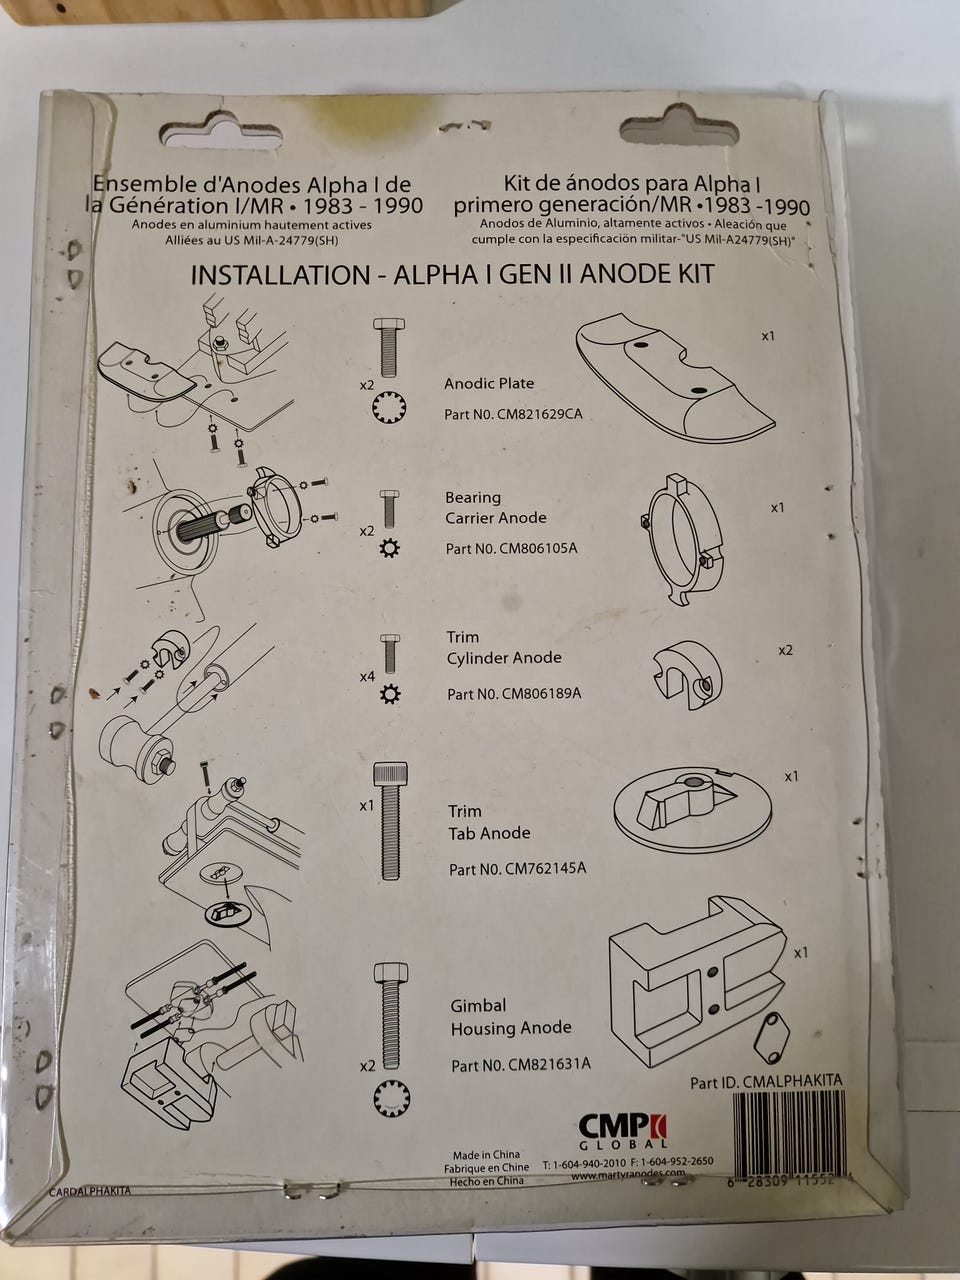 Ensemble d'Anodes Alpha I de
la Génération I/MR • 1983 - 1990
Anodes en aluminium hautement actives
Alliées au US Mil-A-24779(SH)
Kit de ánodos para Alpha I
primero generación/MR •1983 -1990
Anodos de Aluminio, altamente activos • Aleación que
cumple con la especificaciön militar-"US Mil-A24779(SH)"
INSTALLATION - ALPHA I GEN II ANODE KIT
x2
Anodic Plate
Part N0. CM821629CA
x1
x2
Bearing
Carrier Anode
Part N0. CM806105A
x1
x4
Trim
Cylinder Anode
Part N0. CM806189A
x2
x1
Trim
Tab Anode
Part N0. CM762145A
x1
x2
Gimbal
Housing Anode
Part N0. CM821631A
x1
Part ID. CMALPHAKITA
CMP
GLOBAL
Made in China
Fabrique en Chine
Hecho en China
T: 1-604-940-2010 F: 1-604-952-2650
www.martyranodes.com
6 28309 11552 4
CARDALPHAKITA